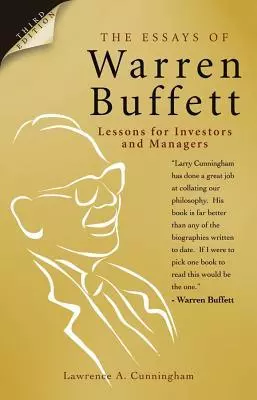 THIRD
EDITION
THE ESSAYS OF
Warren
Buffett
Lessons for Investors
and Managers
"Larry Cunningham
has done a great job
at collating our
philosophy. His
book is far better
than any of the
biographies written
to date. If I were to
pick one book to
read this would be
the one."
- Warren Buffett
Lawrence A. Cunningham